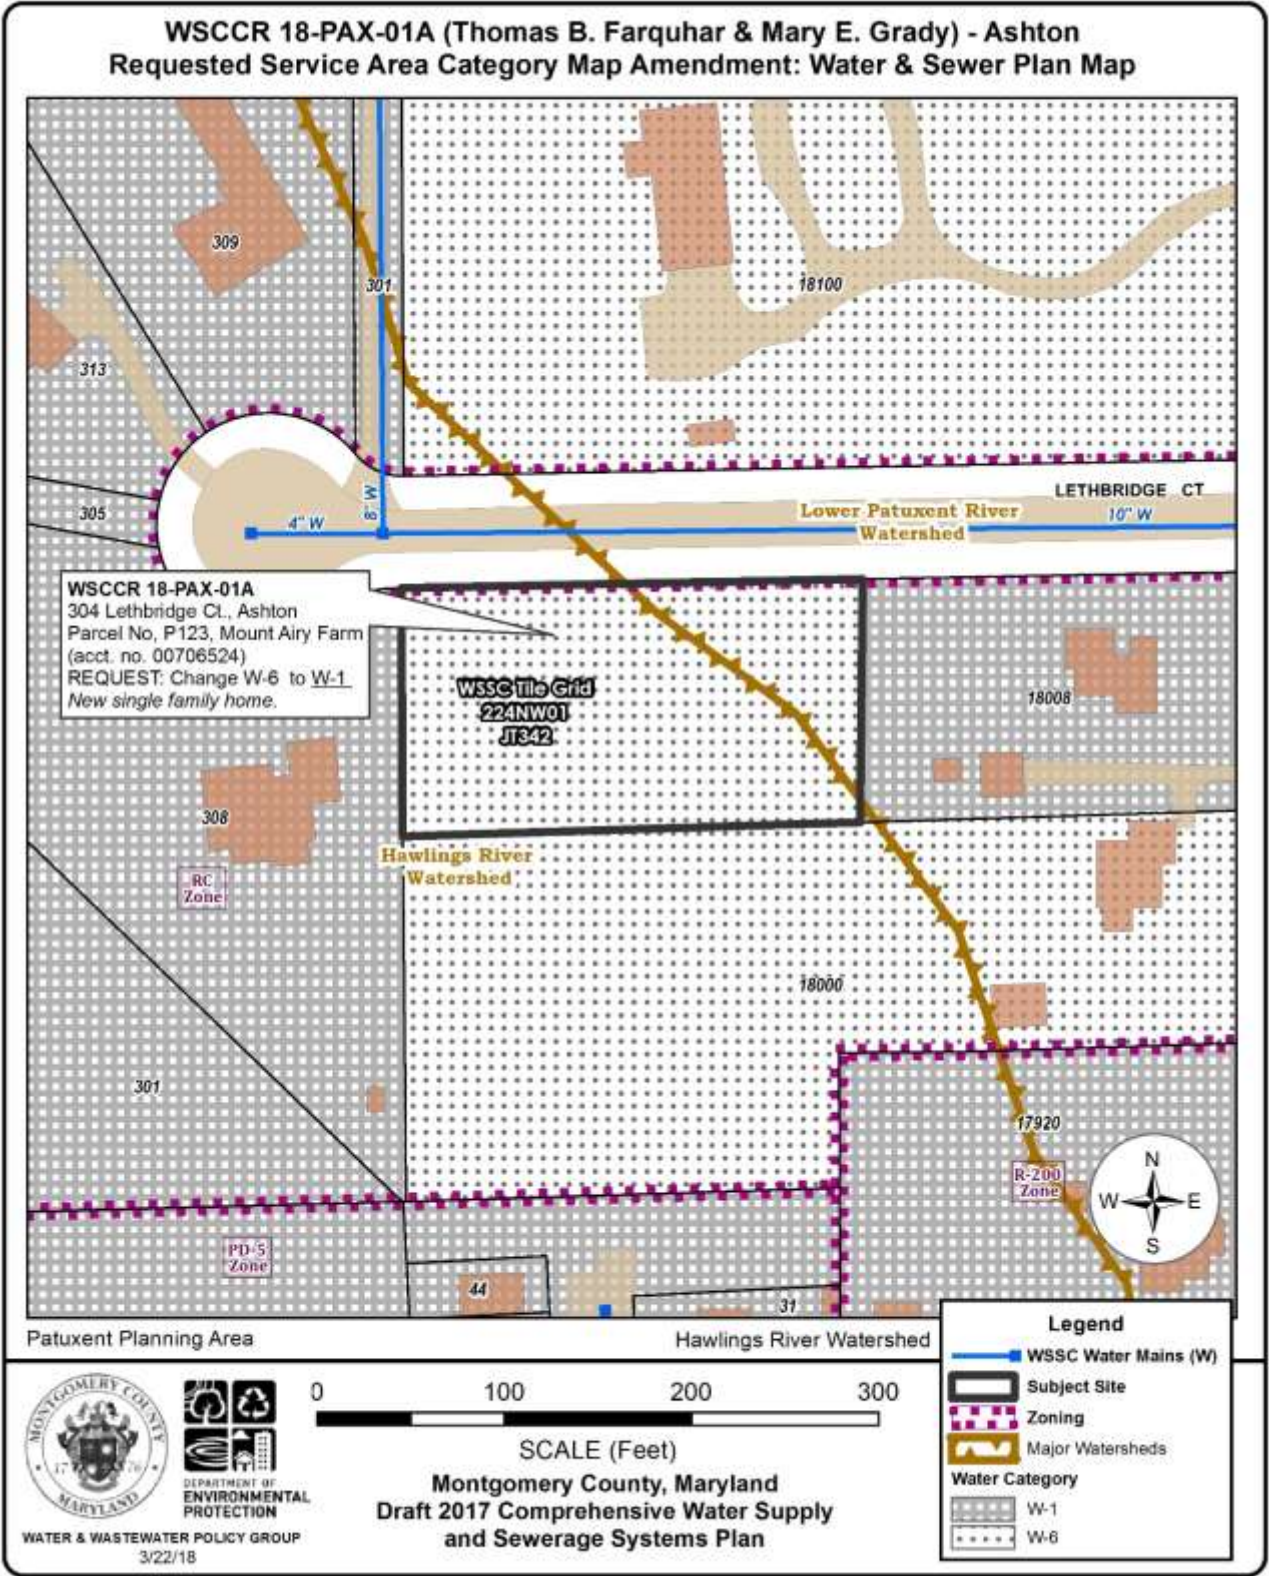 WSCCR 18-PAX-01A (Thomas B. Farquhar & Mary E. Grady) - Ashton
Requested Service Area Category Map Amendment: Water & Sewer Plan Map
309
301
18100
313
305
4" W
8" W
LETHBRIDGE CT
Lower Patuxent River
Watershed
10" W
WSCCR 18-PAX-01A
304 Lethbridge Ct., Ashton
Parcel No, P123, Mount Airy Farm
(acct. no. 00706524)
REQUEST: Change W-6 to W-1
New single family home.
WSSC Tile Grid
224NW01
JT342
18008
308
Hawlings River
Watershed
RC
Zone
18000
301
17920
R-200
Zone
N
W
E
S
PD-5
Zone
44
31
Patuxent Planning Area
Hawlings River Watershed
Legend
WSSC Water Mains (W)
Subject Site
Zoning
Major Watersheds
Water Category
W-1
W-6
MONTGOMERY COUNTY
17 76
MARYLAND
DEPARTMENT OF
ENVIRONMENTAL
PROTECTION
WATER & WASTEWATER POLICY GROUP
3/22/18
0 100 200 300
SCALE (Feet)
Montgomery County, Maryland
Draft 2017 Comprehensive Water Supply
and Sewerage Systems Plan